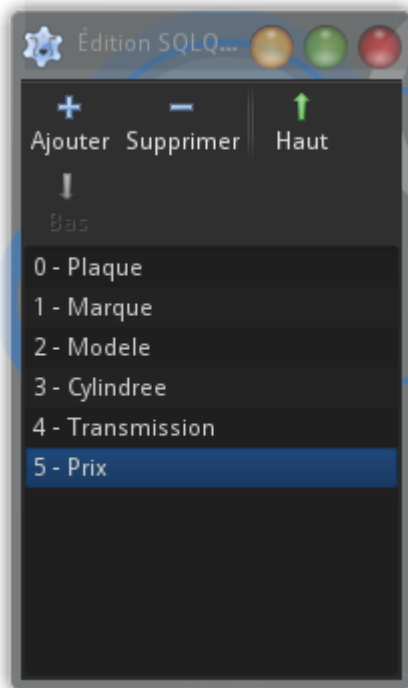 Édition SQLQ...
Ajouter Supprimer Haut
Bas
0 - Plaque
1 - Marque
2 - Modele
3 - Cylindree
4 - Transmission
5 - Prix